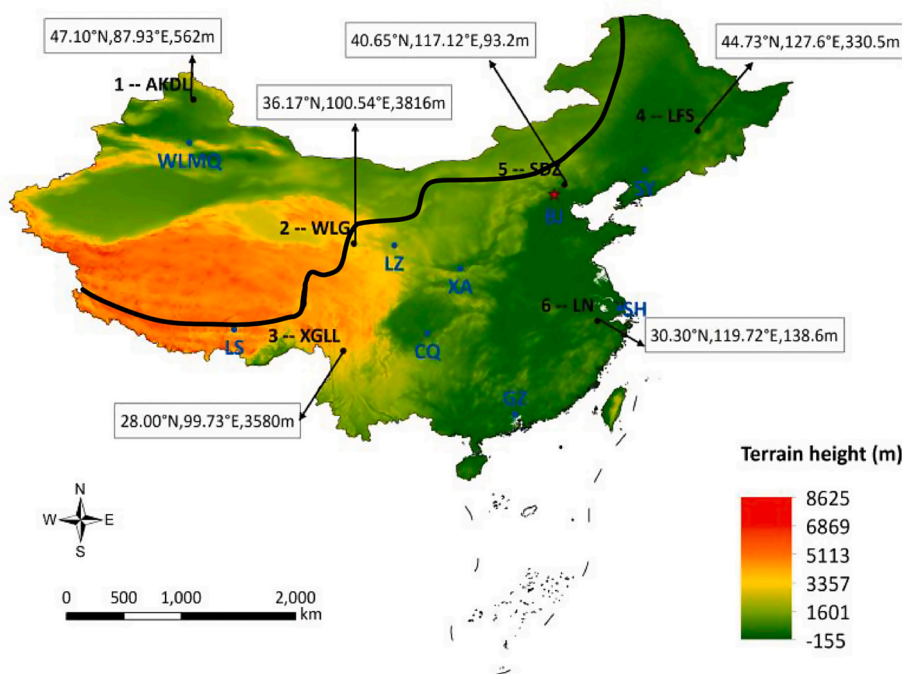 47.10°N,87.93°E,562m
40.65°N,117.12°E,93.2m
44.73°N,127.6°E,330.5m
1 -- AKDL
36.17°N,100.54°E,3816m
4 -- LFS
WLMQ
5 -- SDZ
SY
BJ
2 -- WLG
LZ
XA
6 -- LN
SH
LS
3 -- XGLL
CQ
30.30°N,119.72°E,138.6m
28.00°N,99.73°E,3580m
GZ
Terrain height (m)
N
W
E
S
8625
6869
5113
3357
1601
-155
0 500 1,000 2,000
km